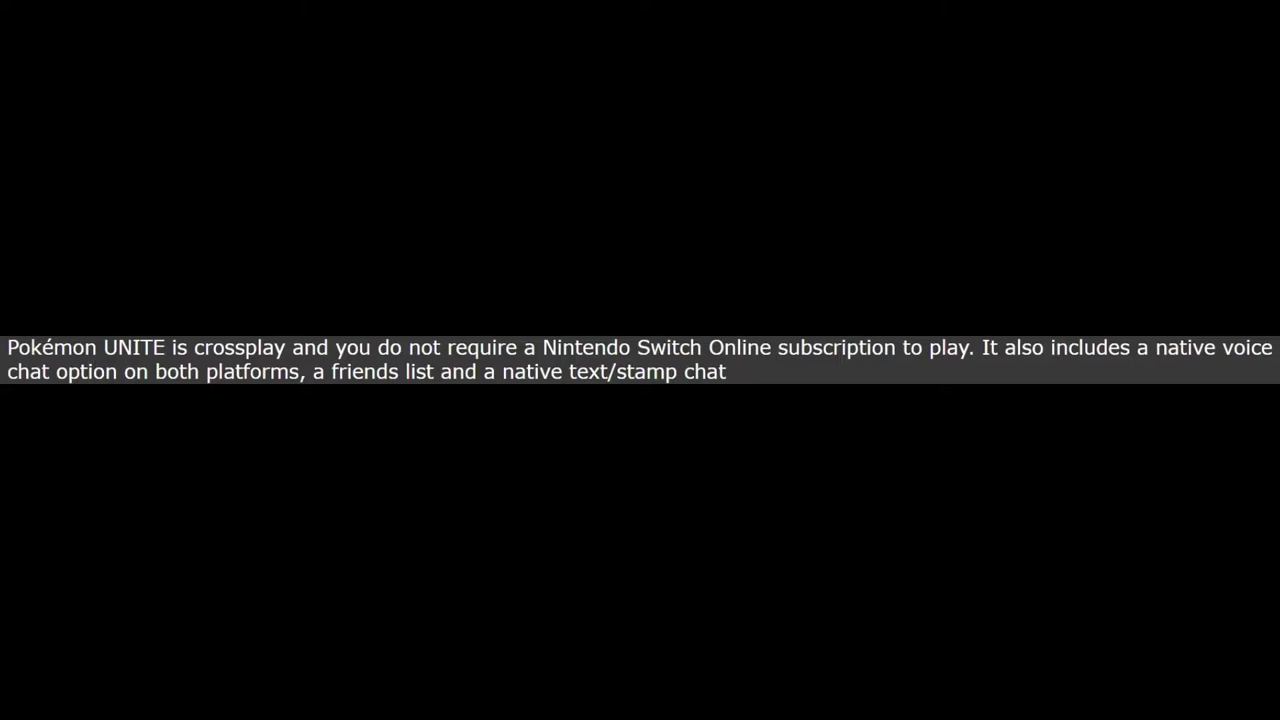 Pokémon UNITE is crossplay and you do not require a Nintendo Switch Online subscription to play. It also includes a native voice
chat option on both platforms, a friends list and a native text/stamp chat